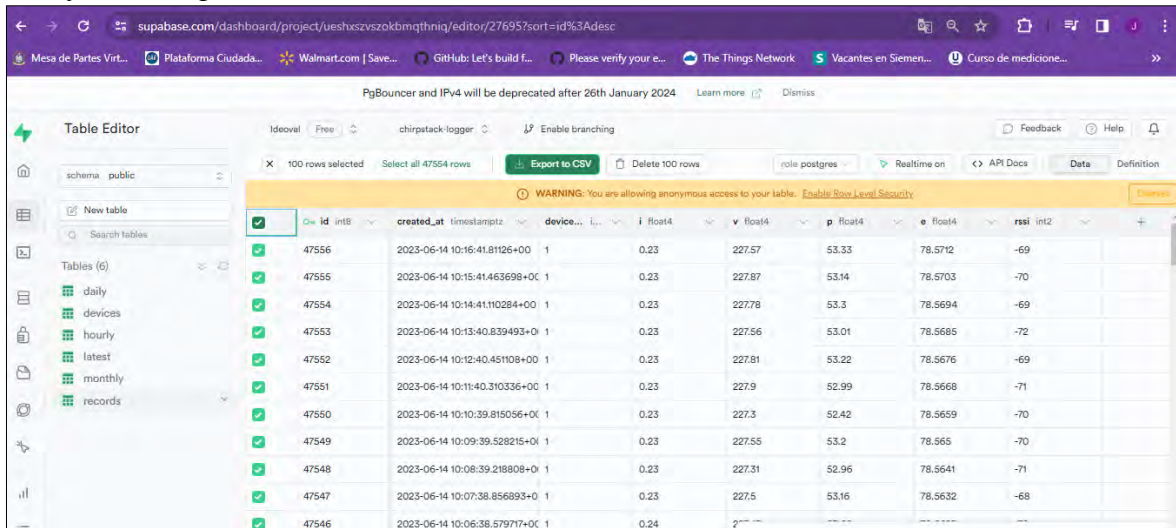 supabase.com/dashboard/project/ueshxszvszokbmqthniq/editor/27695?sort=id%3Adesc
J
Mesa de Partes Virt... Plataforma Ciudada... Walmart.com | Save... GitHub: Let's build f... Please verify your e... The Things Network Vacantes en Siemen... Curso de medicione... »
PgBouncer and IPv4 will be deprecated after 26th January 2024 Learn more Dismiss
Table Editor Ideoval Free chirpstack-logger Enable branching Feedback Help
schema public X 100 rows selected Select all 47554 rows Export to CSV Delete 100 rows role postgres Realtime on <> API Docs Data Definition
WARNING: You are allowing anonymous access to your table. Enable Row Level Security Dismiss
New table
id int8 created_at timestamptz device... i... i float4 v float4 p float4 e float4 rssi int2 +
Search tables
47556 2023-06-14 10:16:41.81126+00 1 0.23 227.57 53.33 78.5712 -69
Tables (6)
47555 2023-06-14 10:15:41.463698+00 1 0.23 227.87 53.14 78.5703 -70
daily
47554 2023-06-14 10:14:41.110284+00 1 0.23 227.78 53.3 78.5694 -69
devices
47553 2023-06-14 10:13:40.839493+0 1 0.23 227.56 53.01 78.5685 -72
hourly
47552 2023-06-14 10:12:40.451108+00 1 0.23 227.81 53.22 78.5676 -69
latest
monthly
47551 2023-06-14 10:11:40.310336+00 1 0.23 227.9 52.99 78.5668 -71
records
47550 2023-06-14 10:10:39.815056+0 1 0.23 227.3 52.42 78.5659 -70
47549 2023-06-14 10:09:39.528215+0 1 0.23 227.55 53.2 78.565 -70
47548 2023-06-14 10:08:39.218808+0 1 0.23 227.31 52.96 78.5641 -71
47547 2023-06-14 10:07:38.856893+0 1 0.23 227.5 53.16 78.5632 -68
47546 2023-06-14 10:06:38.579717+00 1 0.24